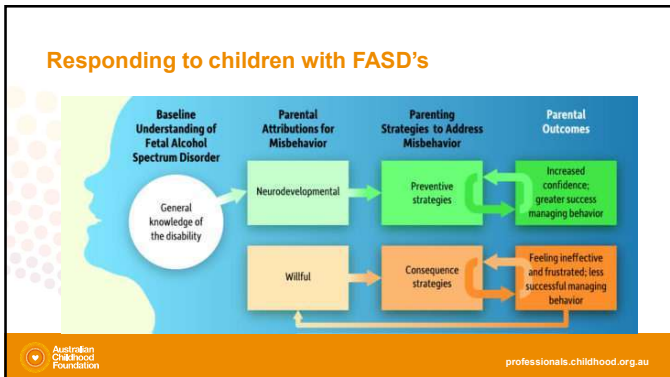 Responding to children with FASD's
Baseline
Understanding of
Fetal Alcohol
Spectrum Disorder
Parental
Attributions for
Misbehavior
Parenting
Strategies to Address
Misbehavior
Parental
Outcomes
General
knowledge of
the disability
Neurodevelopmental
Preventive
strategies
Increased
confidence;
greater success
managing behavior
Willful
Consequence
strategies
Feeling ineffective
and frustrated; less
successful managing
behavior
Australian
Childhood
Foundation
professionals.childhood.org.au